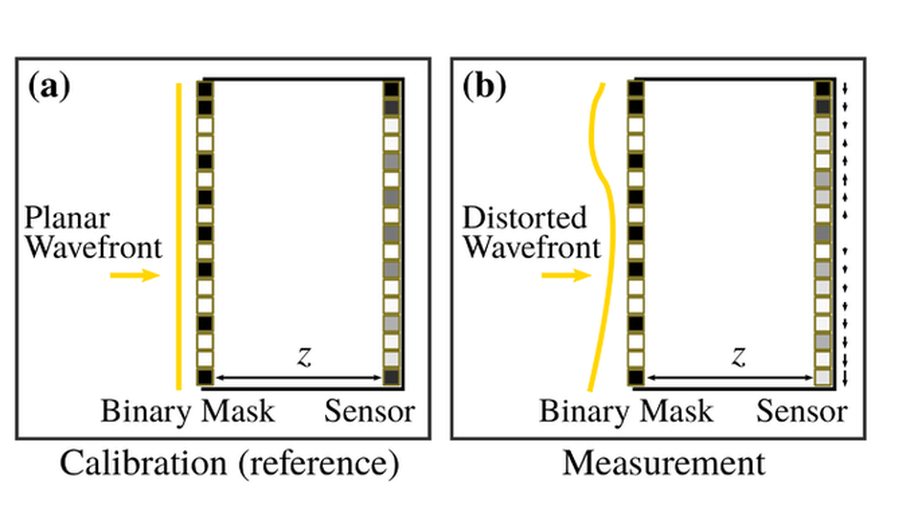 (a)
Planar
Wavefront
z
Binary Mask
Sensor
Calibration (reference)
(b)
Distorted
Wavefront
z
Binary Mask
Sensor
Measurement